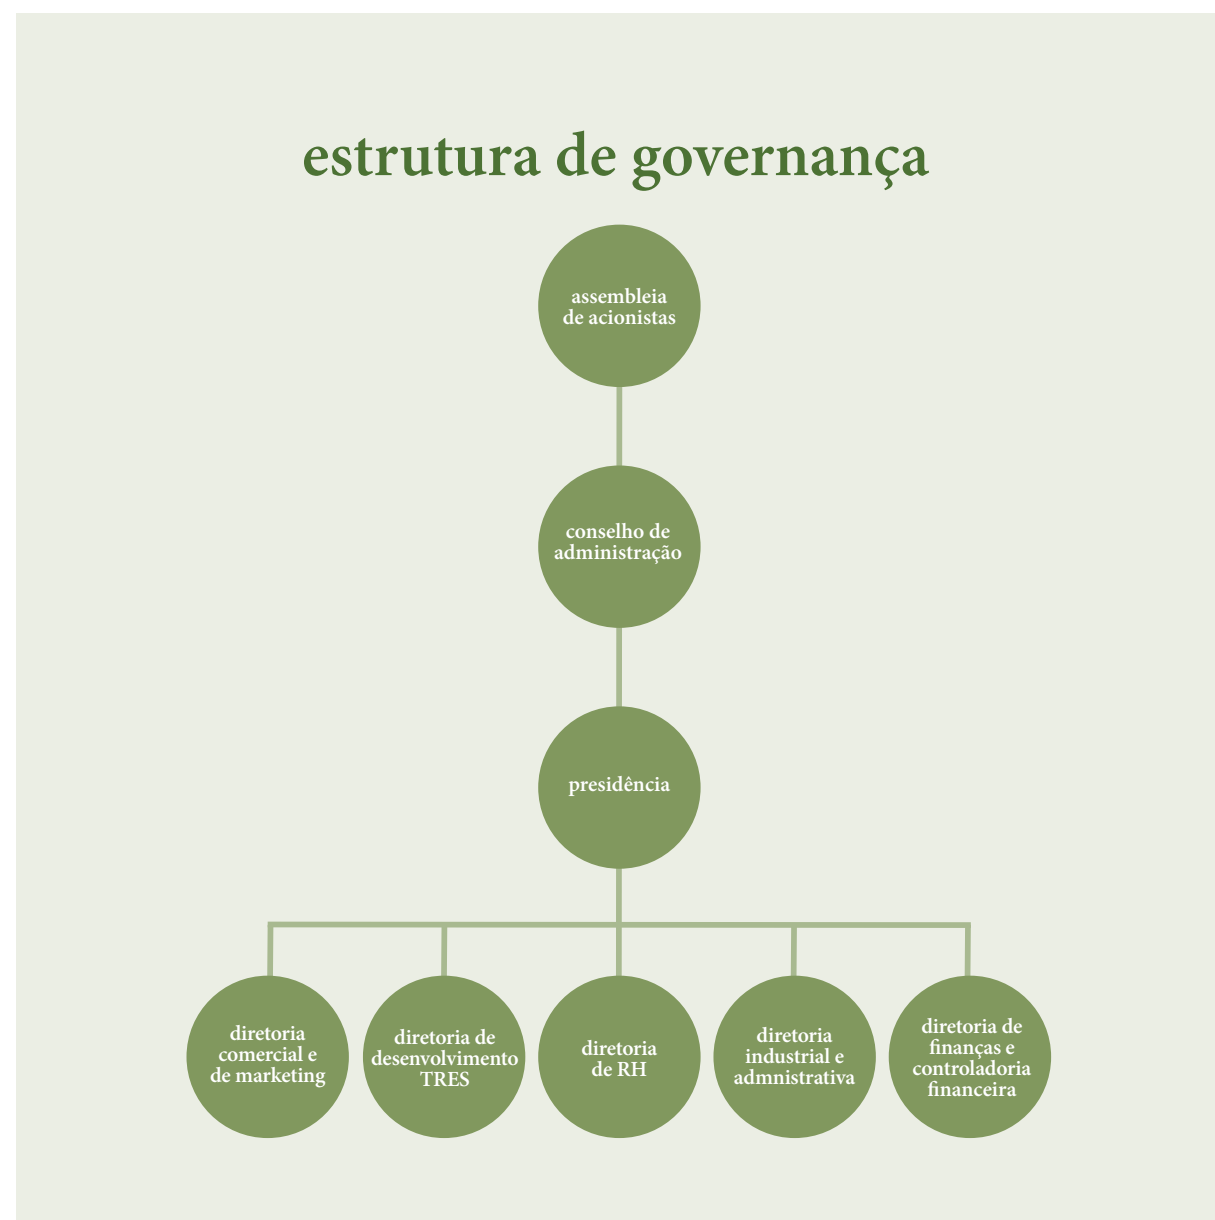 estrutura de governança
assembleia
de acionistas
conselho de
administração
presidência
diretoria
comercial e
de marketing
diretoria de
desenvolvimento
TRES
diretoria
de RH
diretoria
industrial e
admnistrativa
diretoria de
finanças e
controladoria
financeira